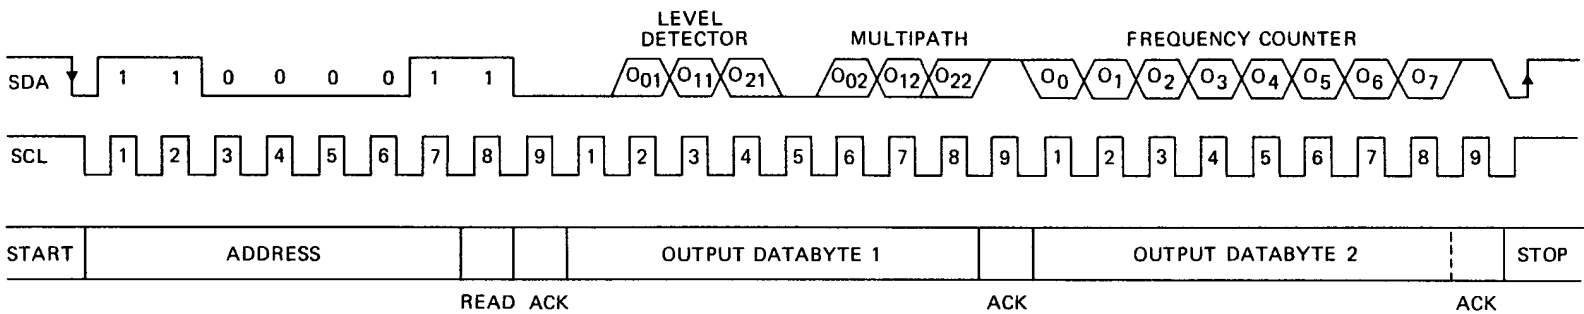 LEVEL
DETECTOR MULTIPATH FREQUENCY COUNTER
SDA 1 1 0 0 0 0 1 1 O01 O11 O21 O02 O12 O22 O0 O1 O2 O3 O4 O5 O6 O7
SCL 1 2 3 4 5 6 7 8 9 1 2 3 4 5 6 7 8 9 1 2 3 4 5 6 7 8 9
START ADDRESS OUTPUT DATABYTE 1 OUTPUT DATABYTE 2 STOP
READ ACK ACK ACK